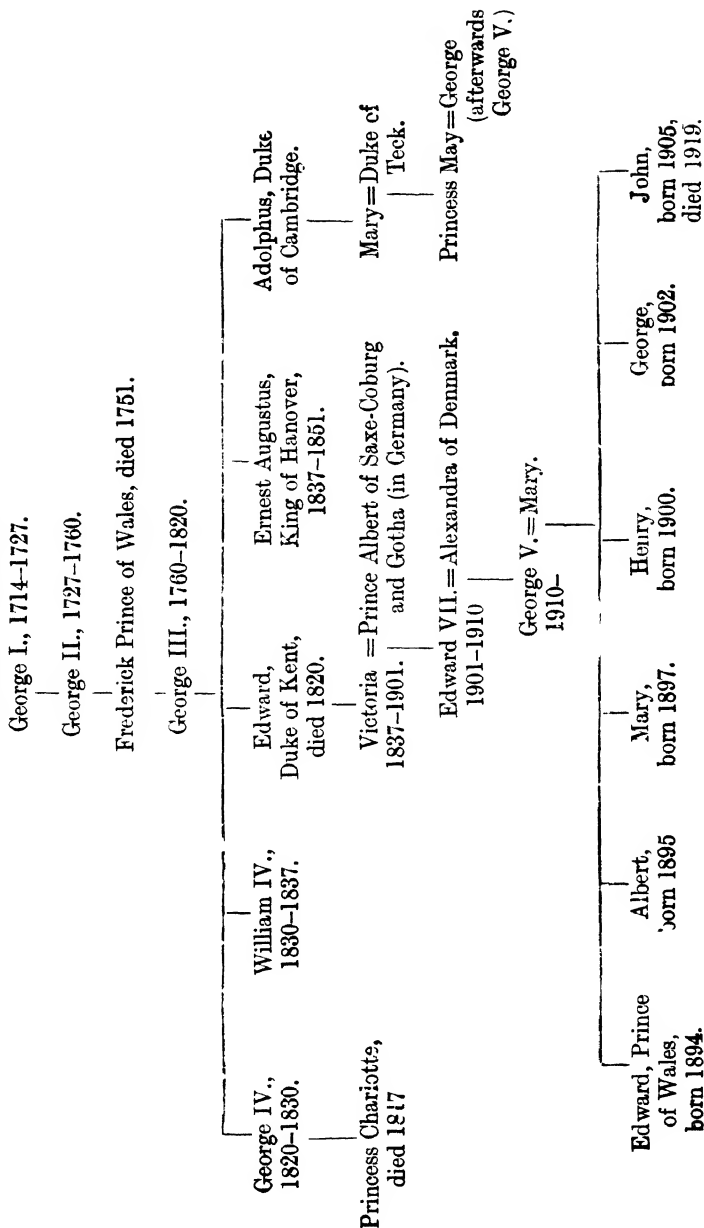 George I., 1714–1727.
George II., 1727–1760.
Frederick Prince of Wales, died 1751.
George III., 1760–1820.
George IV.,
1820–1830.
William IV.,
1830–1837.
Edward,
Duke of Kent,
died 1820.
Ernest Augustus,
King of Hanover,
1837–1851.
Adolphus, Duke
of Cambridge.
Princess Charlotte,
died 1817
Victoria =Prince Albert of Saxe-Coburg
1837–1901. and Gotha (in Germany).
Mary=Duke of
Teck.
Edward VII.=Alexandra of Denmark.
1901–1910
Princess May=George
(afterwards
George V.)
George V.=Mary.
1910–
Edward, Prince
of Wales,
born 1894.
Albert,
born 1895
Mary,
born 1897.
Henry,
born 1900.
George,
born 1902.
John,
born 1905,
died 1919.